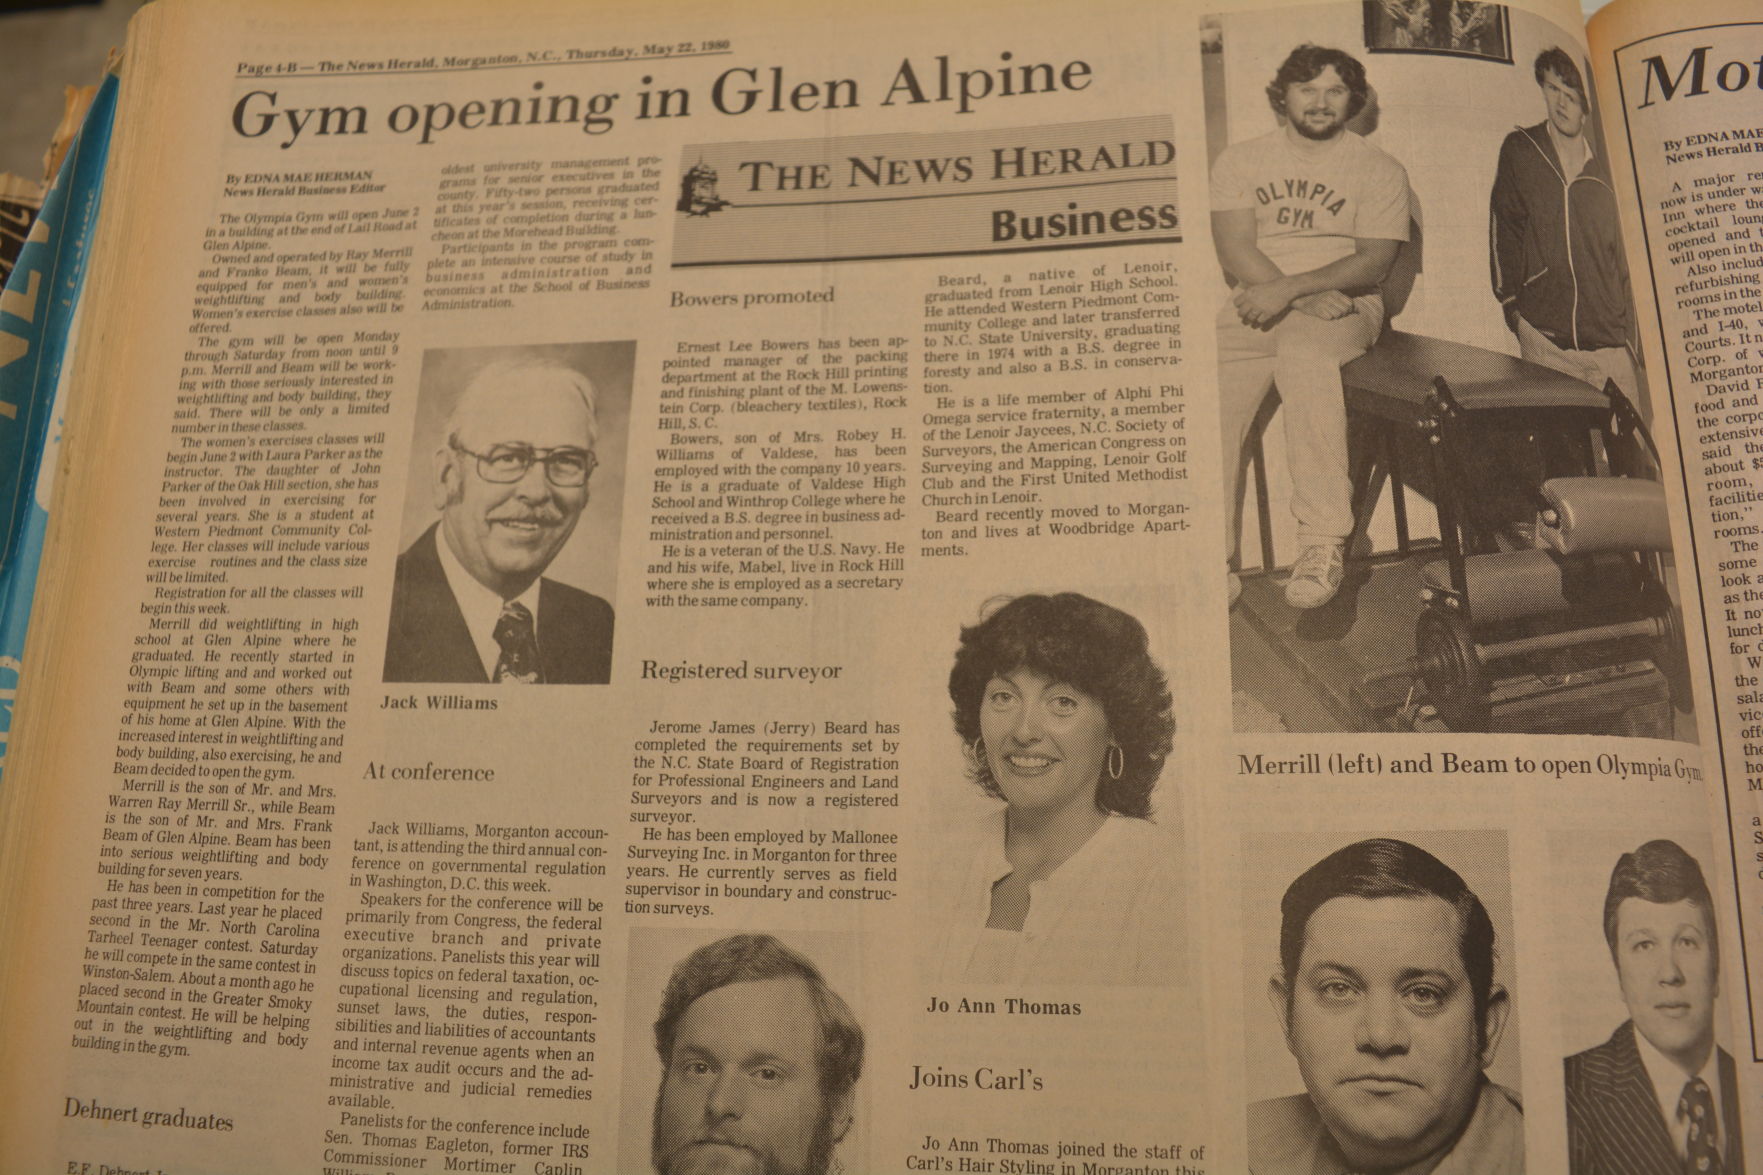 Page 4-B — The News Herald, Morganton, N.C., Thursday, May 22, 1980
Gym opening in Glen Alpine
By EDNA MAE HERMAN
News Herald Business Editor
The Olympia Gym will open June 2
in a building at the end of Lail Road at
Glen Alpine.
Owned and operated by Ray Merrill
and Franko Beam, it will be fully
equipped for men's and women's
weightlifting and body building.
Women's exercise classes also will be
offered.
The gym will be open Monday
through Saturday from noon until 9
p.m. Merrill and Beam will be work-
ing with those seriously interested in
weightlifting and body building, they
said. There will be only a limited
number in these classes.
The women's exercises classes will
begin June 2 with Laura Parker as the
instructor. The daughter of John
Parker of the Oak Hill section, she has
been involved in exercising for
several years. She is a student at
Western Piedmont Community Col-
lege. Her classes will include various
exercise routines and the class size
will be limited.
Registration for all the classes will
begin this week.
Merrill did weightlifting in high
school at Glen Alpine where he
graduated. He recently started in
Olympic lifting and and worked out
with Beam and some others with
equipment he set up in the basement
of his home at Glen Alpine. With the
increased interest in weightlifting and
body building, also exercising, he and
Beam decided to open the gym.
Merrill is the son of Mr. and Mrs.
Warren Ray Merrill Sr., while Beam
is the son of Mr. and Mrs. Frank
Beam of Glen Alpine. Beam has been
into serious weightlifting and body
building for seven years.
He has been in competition for the
past three years. Last year he placed
second in the Mr. North Carolina
Tarheel Teenager contest. Saturday
he will compete in the same contest in
Winston-Salem. About a month ago he
placed second in the Greater Smoky
Mountain contest. He will be helping
out in the weightlifting and body
building in the gym.
Dehnert graduates
E.F. Dehnert
oldest university management pro-
grams for senior executives in the
county. Fifty-two persons graduated
at this year's session, receiving cer-
tificates of completion during a lun-
cheon at the Morehead Building.
Participants in the program com-
plete an intensive course of study in
business administration and
economics at the School of Business
Administration.
Jack Williams
At conference
Jack Williams, Morganton accoun-
tant, is attending the third annual con-
ference on governmental regulation
in Washington, D.C. this week.
Speakers for the conference will be
primarily from Congress, the federal
executive branch and private
organizations. Panelists this year will
discuss topics on federal taxation, oc-
cupational licensing and regulation,
sunset laws, the duties, respon-
sibilities and liabilities of accountants
and internal revenue agents when an
income tax audit occurs and the ad-
ministrative and judicial remedies
available.
Panelists for the conference include
Sen. Thomas Eagleton, former IRS
Commissioner Mortimer Caplin,
THE NEWS HERALD
Business
Bowers promoted
Ernest Lee Bowers has been ap-
pointed manager of the packing
department at the Rock Hill printing
and finishing plant of the M. Lowens-
tein Corp. (bleachery textiles), Rock
Hill, S. C.
Bowers, son of Mrs. Robey H.
Williams of Valdese, has been
employed with the company 10 years.
He is a graduate of Valdese High
School and Winthrop College where he
received a B.S. degree in business ad-
ministration and personnel.
He is a veteran of the U.S. Navy. He
and his wife, Mabel, live in Rock Hill
where she is employed as a secretary
with the same company.
Registered surveyor
Jerome James (Jerry) Beard has
completed the requirements set by
the N.C. State Board of Registration
for Professional Engineers and Land
Surveyors and is now a registered
surveyor.
He has been employed by Mallonee
Surveying Inc. in Morganton for three
years. He currently serves as field
supervisor in boundary and construc-
tion surveys.
Beard, a native of Lenoir,
graduated from Lenoir High School.
He attended Western Piedmont Com-
munity College and later transferred
to N.C. State University, graduating
there in 1974 with a B.S. degree in
foresty and also a B.S. in conserva-
tion.
He is a life member of Alphi Phi
Omega service fraternity, a member
of the Lenoir Jaycees, N.C. Society of
Surveyors, the American Congress on
Surveying and Mapping, Lenoir Golf
Club and the First United Methodist
Church in Lenoir.
Beard recently moved to Morgan-
ton and lives at Woodbridge Apart-
ments.
Jo Ann Thomas
Joins Carl's
Jo Ann Thomas joined the staff of
Carl's Hair Styling in Morganton this
OLYMPIA
GYM
Merrill (left) and Beam to open Olympia Gym
Mot
By EDNA MAE
News Herald B
A major re
now is under w
Inn where the
cocktail loun
opened and
will open in th
Also includ
refurbishing
rooms in the
The motel
and I-40,
Courts. It n
Corp. of
Morganton
David
food and
the corpo
extensive
said the
about $
room,
facilitie
tion,"
rooms.
The
some
look a
as the
It no
lunch
for
W
the
sala
vic
off
the
ho
M